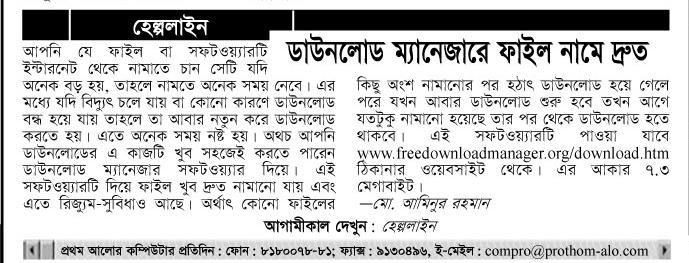 হেল্পলাইন
ডাউনলোড ম্যানেজারে ফাইল নামে দ্রুত
আপনি যে ফাইল বা সফটওয়্যারটি
ইন্টারনেট থেকে নামাতে চান সেটি যদি
অনেক বড় হয়, তাহলে নামতে অনেক সময় নেবে। এর
মধ্যে যদি বিদ্যুৎ চলে যায় বা কোনো কারণে ডাউনলোড
বন্ধ হয়ে যায় তাহলে তা আবার নতুন করে ডাউনলোড
করতে হয়। এতে অনেক সময় নষ্ট হয়। অথচ আপনি
ডাউনলোডের এ কাজটি খুব সহজেই করতে পারেন
ডাউনলোড ম্যানেজার সফটওয়্যার দিয়ে। এই
সফটওয়্যারটি দিয়ে ফাইল খুব দ্রুত নামানো যায় এবং
এতে রিজ্যুম-সুবিধাও আছে। অর্থাৎ কোনো ফাইলের
কিছু অংশ নামানোর পর হঠাৎ ডাউনলোড হয়ে গেলে
পরে যখন আবার ডাউনলোড শুরু হবে তখন আগে
যতটুকু নামানো হয়েছে তার পর থেকে ডাউনলোড হতে
থাকবে। এই সফটওয়্যারটি পাওয়া যাবে
www.freedownloadmanager.org/download.htm
ঠিকানার ওয়েবসাইট থেকে। এর আকার ৭.৩
মেগাবাইট।
—মো. আমিনুর রহমান
আগামীকাল দেখুন : হেল্পলাইন
প্রথম আলোর কম্পিউটার প্রতিদিন : ফোন : ৮১৮০০৭৮-৮১; ফ্যাক্স : ৯১৩০৪৯৬, ই-মেইল : compro@prothom-alo.com